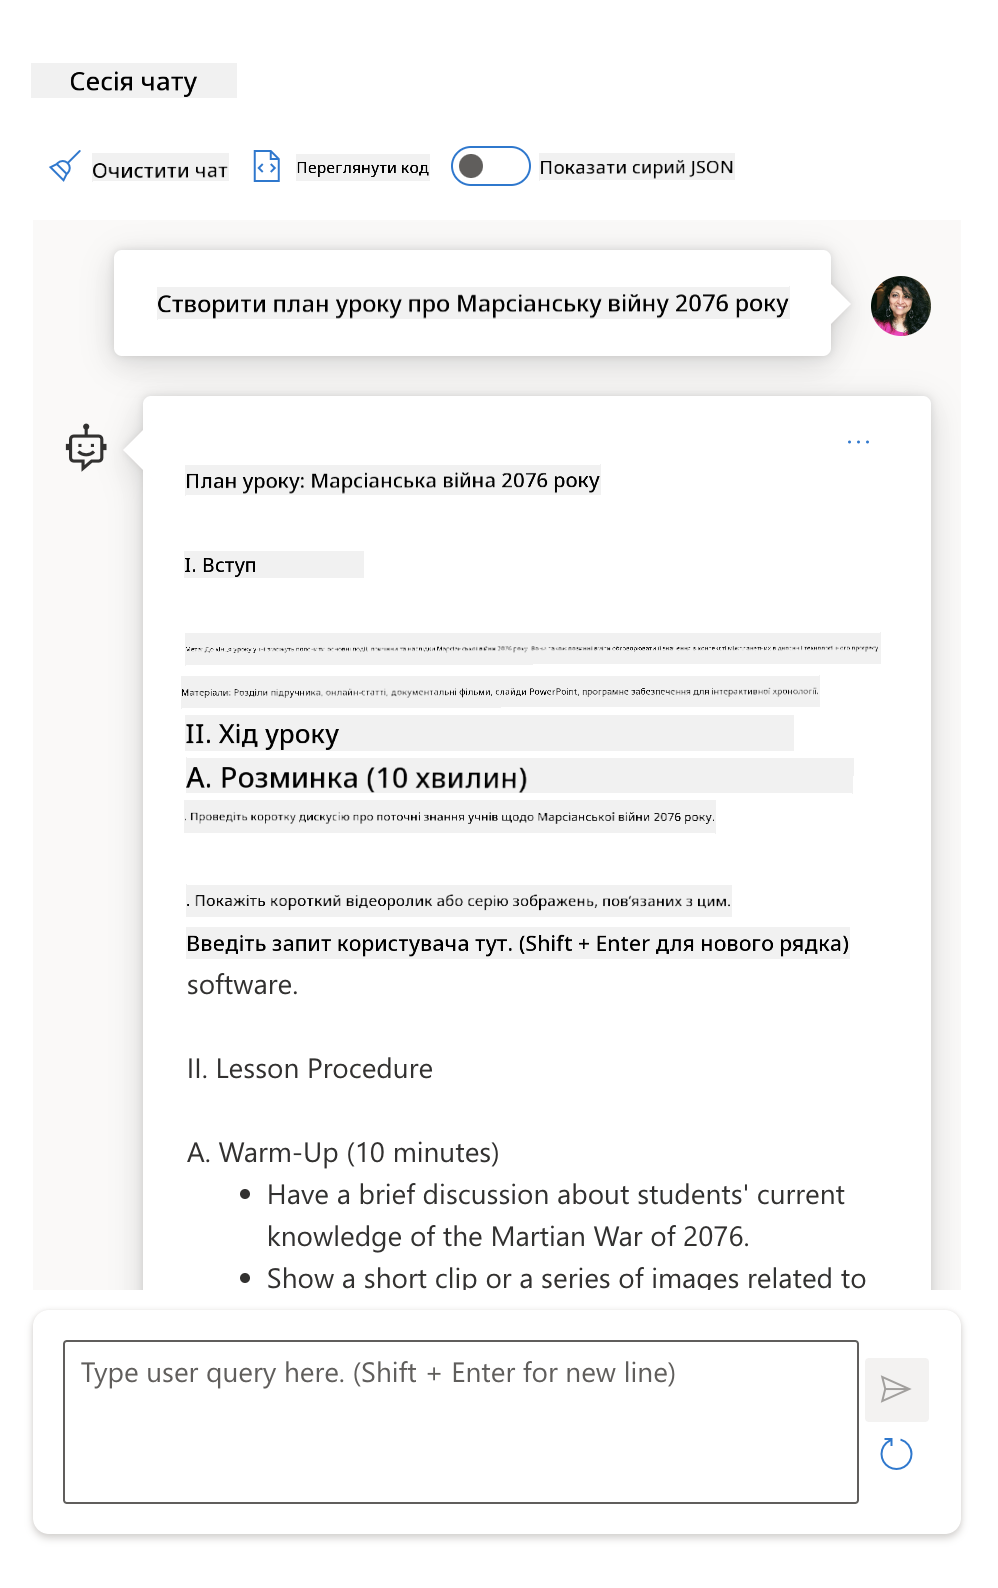 Сесія чату
Очистити чат
Переглянути код
Показати сирий JSON
Створити план уроку про Марсіанську війну 2076 року
План уроку: Марсіанська війна 2076 року
I. Вступ
Матеріали: Розділи підручника, онлайн-статті, документальні фільми, слайди PowerPoint, програмне забезпечення для інтерактивної хронології.
II. Хід уроку
A. Розминка (10 хвилин)
. Проведіть коротку дискусію про поточні знання учнів щодо Марсіанської війни 2076 року.
. Покажіть короткий відеоролик або серію зображень, пов'язаних з цим.
Введіть запит користувача тут. (Shift + Enter для нового рядка)
software.
II. Lesson Procedure
A. Warm-Up (10 minutes)
• Have a brief discussion about students' current
knowledge of the Martian War of 2076.
• Show a short clip or a series of images related to
Type user query here. (Shift + Enter for new line)